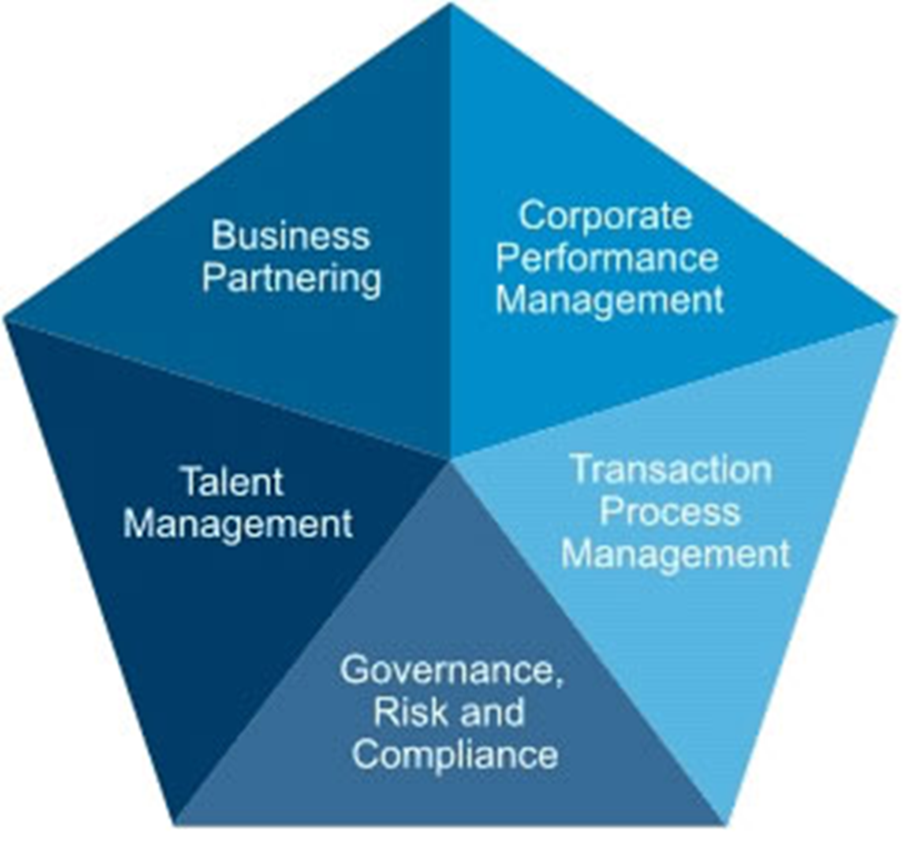 Business
Partnering
Corporate
Performance
Management
Talent
Management
Transaction
Process
Management
Governance,
Risk and
Compliance